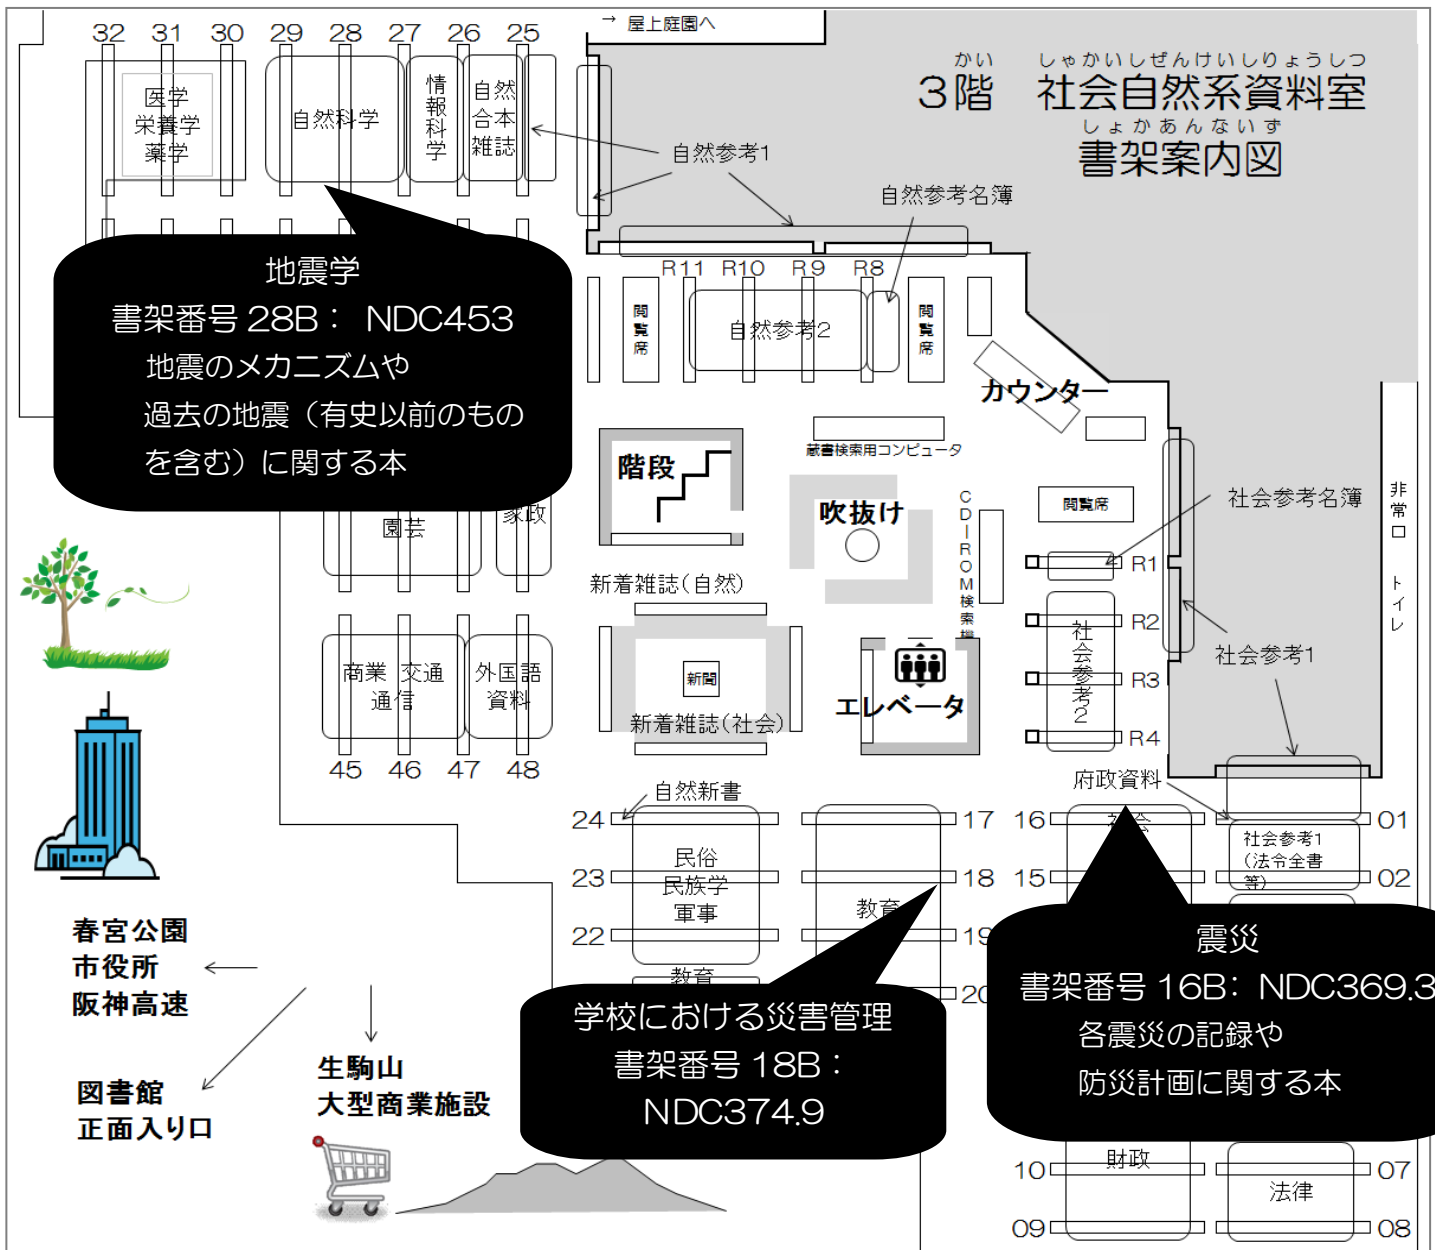 → 屋上庭園へ
32 31 30 29 28 27 26 25
かい しゃかいしぜんけいしりょうしつ
3階 社会自然系資料室
しょかあんないず
書架案内図
医学
栄養学
薬学
自然科学
情報科学
自然
合本
雑誌
自然参考1
自然参考名簿
地震学
書架番号 28B： NDC453
地震のメカニズムや
過去の地震（有史以前のもの
を含む）に関する本
R11 R10 R9 R8
閲覧席
自然参考2
閲覧席
カウンター
蔵書検索用コンピュータ
階段
吹抜け
CD-ROM検索機
閲覧席
社会参考名簿
非常口 トイレ
園芸
家政
新着雑誌(自然)
R1
R2
社会参考2
R3
R4
社会参考1
商業 交通
通信
外国語
資料
新聞
新着雑誌(社会)
エレベータ
45 46 47 48
府政資料
自然新書
24 17 16 01
社会
社会参考1
(法令全書
等)
民俗
民族学
軍事
23 18 15 02
教育
22 19
教育
20
震災
書架番号 16B： NDC369.3
各震災の記録や
防災計画に関する本
学校における災害管理
書架番号 18B：
NDC374.9
春宮公園
市役所
阪神高速
図書館
正面入り口
生駒山
大型商業施設
10 財政 07
法律
09 08